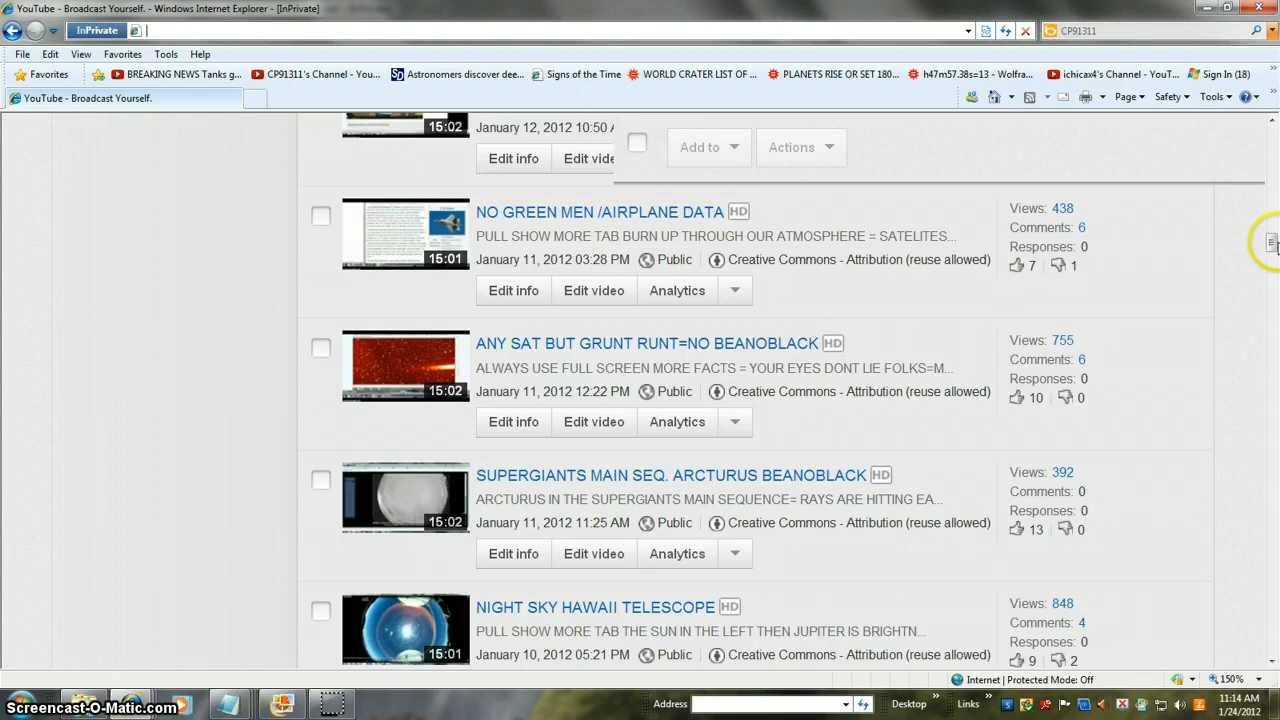 YouTube - Broadcast Yourself. - Windows Internet Explorer - [InPrivate]
InPrivate
CP91311
File Edit View Favorites Tools Help
Favorites BREAKING NEWS Tanks g... CP91311's Channel - You... Astronomers discover dee... Signs of the Time WORLD CRATER LIST OF ... PLANETS RISE OR SET 180... h47m57.38s=13 - Wolfra... ichicax4's Channel - YouT... Sign In (18)
YouTube - Broadcast Yourself.
Page Safety Tools
15:02
January 12, 2012 10:50
Add to Actions
Edit info Edit vide
NO GREEN MEN /AIRPLANE DATA HD
Views: 438
PULL SHOW MORE TAB BURN UP THROUGH OUR ATMOSPHERE = SATELITES...
Comments: 6
Responses: 0
15:01
January 11, 2012 03:28 PM Public Creative Commons - Attribution (reuse allowed)
7 1
Edit info Edit video Analytics
ANY SAT BUT GRUNT RUNT=NO BEANOBLACK HD
Views: 755
Comments: 6
ALWAYS USE FULL SCREEN MORE FACTS = YOUR EYES DONT LIE FOLKS=M...
Responses: 0
15:02
January 11, 2012 12:22 PM Public Creative Commons - Attribution (reuse allowed)
10 0
Edit info Edit video Analytics
SUPERGIANTS MAIN SEQ. ARCTURUS BEANOBLACK HD
Views: 392
Comments: 0
ARCTURUS IN THE SUPERGIANTS MAIN SEQUENCE= RAYS ARE HITTING EA...
Responses: 0
15:02
January 11, 2012 11:25 AM Public Creative Commons - Attribution (reuse allowed)
13 0
Edit info Edit video Analytics
NIGHT SKY HAWAII TELESCOPE HD
Views: 848
Comments: 4
PULL SHOW MORE TAB THE SUN IN THE LEFT THEN JUPITER IS BRIGHTN...
Responses: 0
15:01
January 10, 2012 05:21 PM Public Creative Commons - Attribution (reuse allowed)
9 2
Internet | Protected Mode: Off 150%
Address Desktop Links 11:14 AM
1/24/2012
Screencast-O-Matic.com